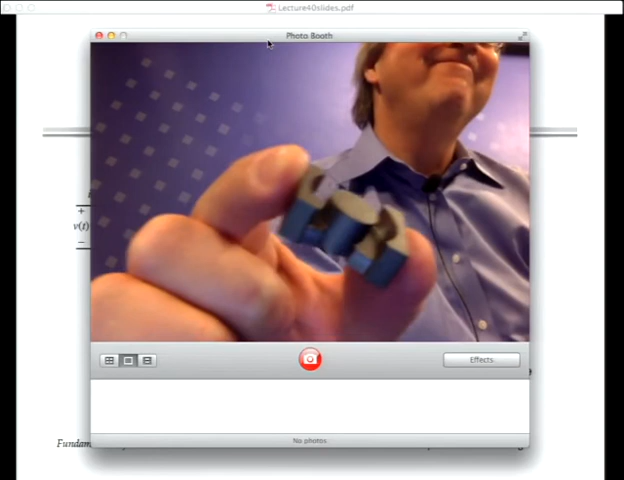 Lecture40slides.pdf
Photo Booth
+
v(t)
−
Effects
No photos
Fundam